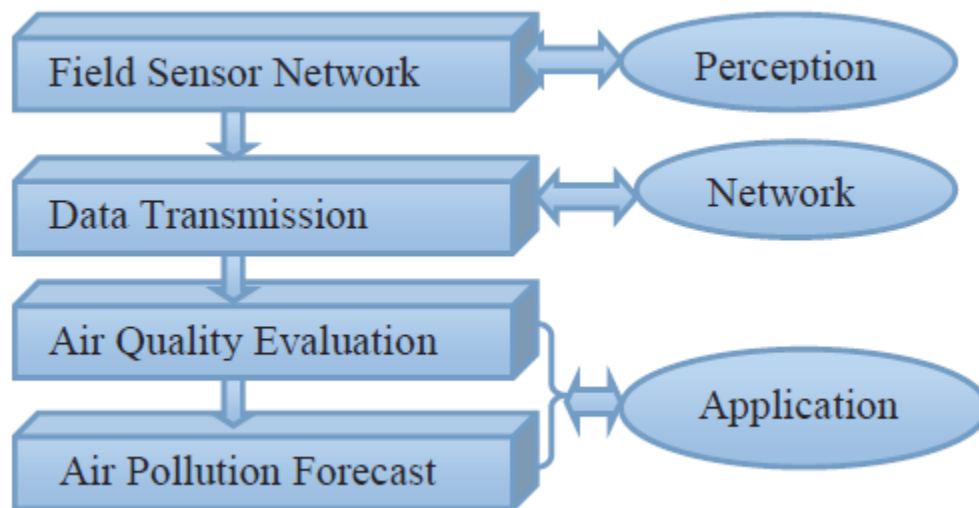 Field Sensor Network
Perception
Data Transmission
Network
Air Quality Evaluation
Application
Air Pollution Forecast